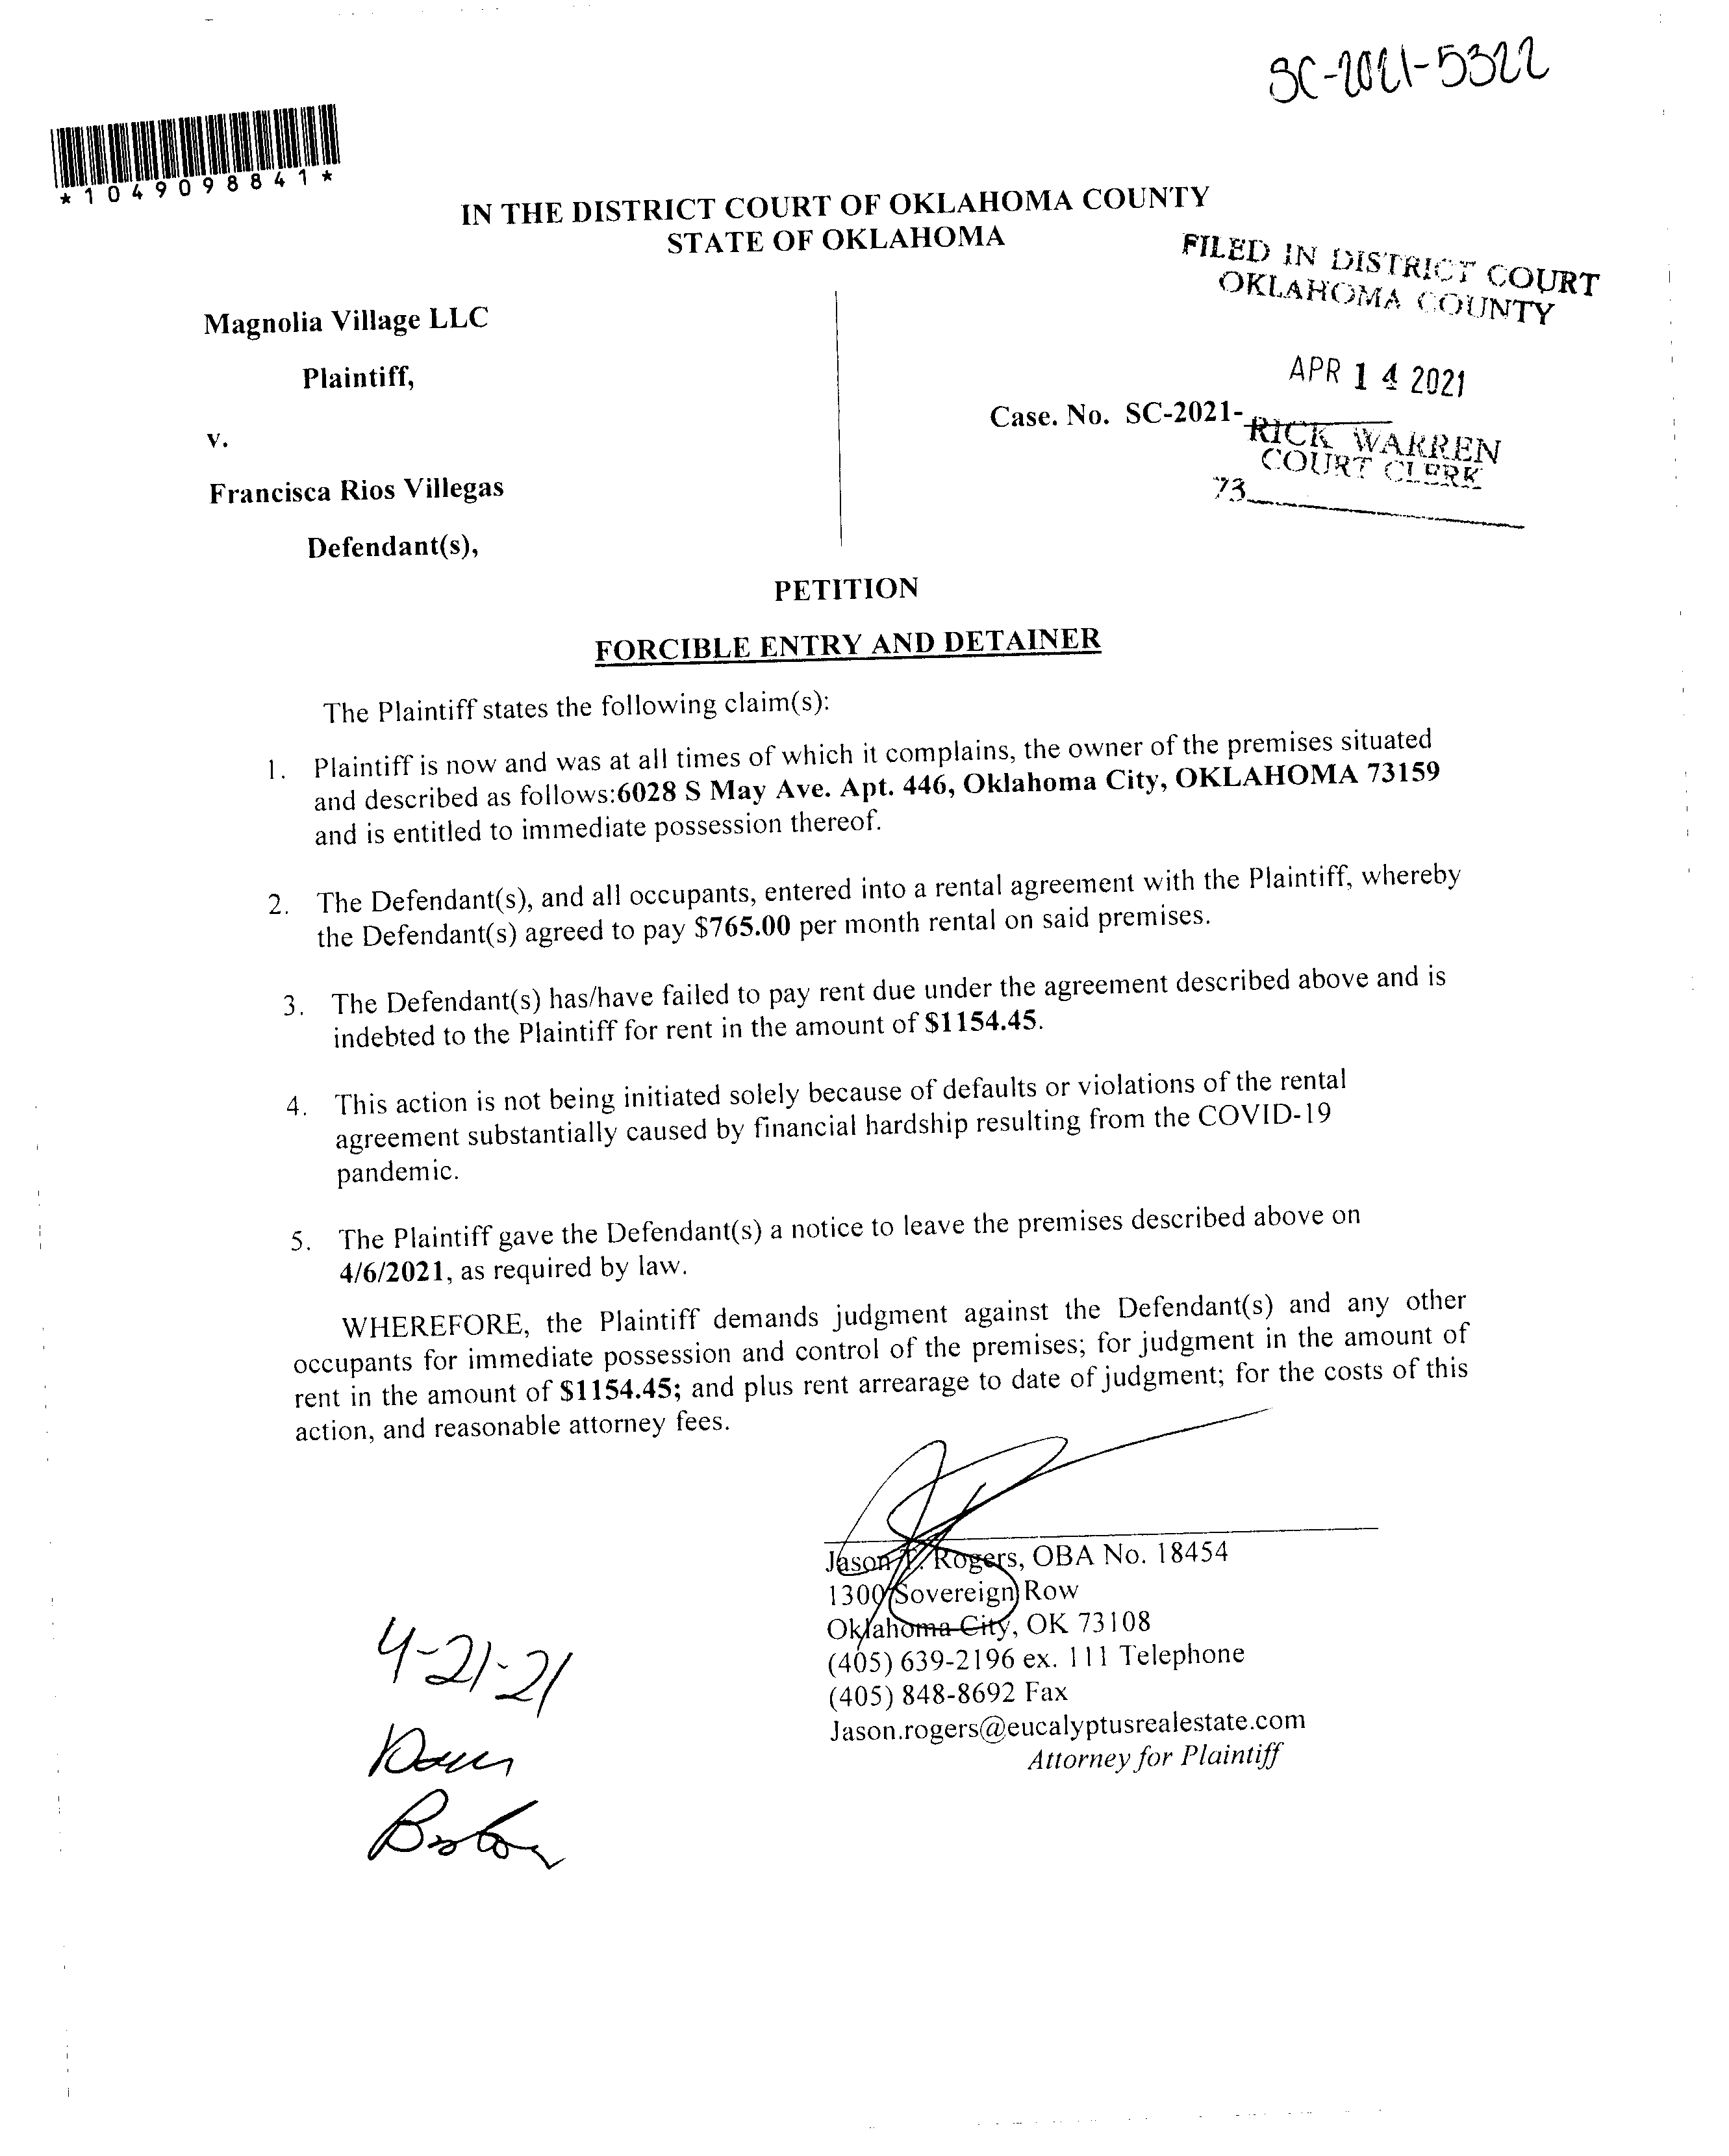 SC-2021-5322
*1049098841*
IN THE DISTRICT COURT OF OKLAHOMA COUNTY
STATE OF OKLAHOMA
FILED IN DISTRICT COURT
OKLAHOMA COUNTY
Magnolia Village LLC
Plaintiff,
APR 14 2021
Case. No. SC-2021-
v.
RICK WARREN
COURT CLERK
73
Francisca Rios Villegas
Defendant(s),
PETITION
FORCIBLE ENTRY AND DETAINER
The Plaintiff states the following claim(s):
1. Plaintiff is now and was at all times of which it complains, the owner of the premises situated
and described as follows:6028 S May Ave. Apt. 446, Oklahoma City, OKLAHOMA 73159
and is entitled to immediate possession thereof.
2. The Defendant(s), and all occupants, entered into a rental agreement with the Plaintiff, whereby
the Defendant(s) agreed to pay $765.00 per month rental on said premises.
3. The Defendant(s) has/have failed to pay rent due under the agreement described above and is
indebted to the Plaintiff for rent in the amount of $1154.45.
4. This action is not being initiated solely because of defaults or violations of the rental
agreement substantially caused by financial hardship resulting from the COVID-19
pandemic.
5. The Plaintiff gave the Defendant(s) a notice to leave the premises described above on
4/6/2021, as required by law.
WHEREFORE, the Plaintiff demands judgment against the Defendant(s) and any other
occupants for immediate possession and control of the premises; for judgment in the amount of
rent in the amount of $1154.45; and plus rent arrearage to date of judgment; for the costs of this
action, and reasonable attorney fees.
Jason Rogers, OBA No. 18454
1300 Sovereign Row
Oklahoma City, OK 73108
(405) 639-2196 ex. 111 Telephone
(405) 848-8692 Fax
Jason.rogers@eucalyptusrealestate.com
Attorney for Plaintiff
4-21-21